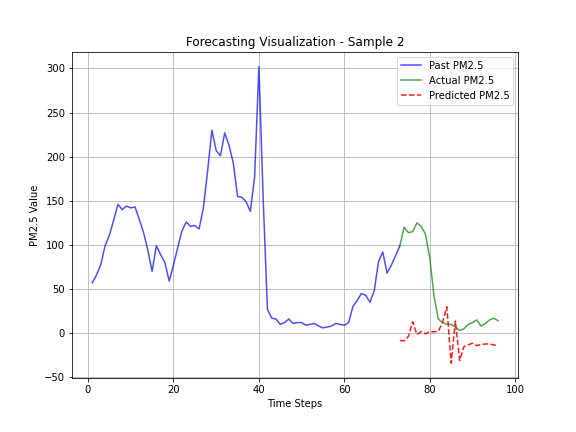 Forecasting Visualization - Sample 2
Past PM2.5
Actual PM2.5
Predicted PM2.5
PM2.5 Value
300
250
200
150
100
50
0
−50
0
20
40
60
80
100
Time Steps